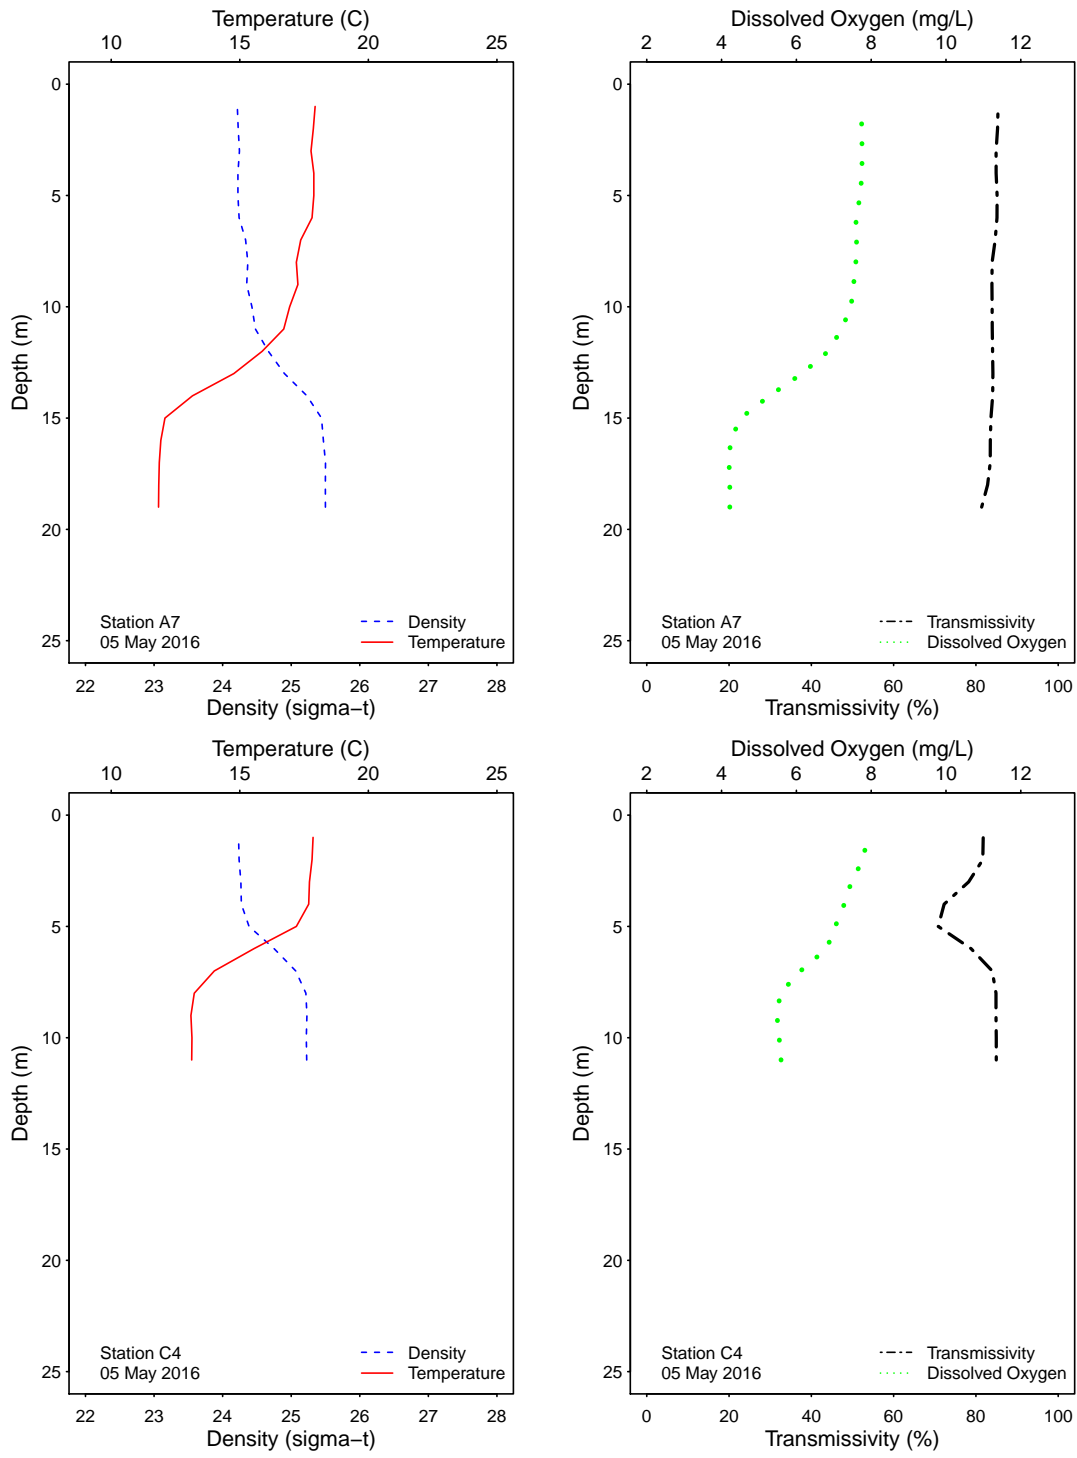 Temperature (C)
10 15 20 25
0
5
10
15
20
25
Depth (m)
Station A7
05 May 2016
Density
Temperature
22 23 24 25 26 27 28
Density (sigma−t)
Dissolved Oxygen (mg/L)
2 4 6 8 10 12
0
5
10
15
20
25
Depth (m)
Station A7
05 May 2016
Transmissivity
Dissolved Oxygen
0 20 40 60 80 100
Transmissivity (%)
Temperature (C)
10 15 20 25
0
5
10
15
20
25
Depth (m)
Station C4
05 May 2016
Density
Temperature
22 23 24 25 26 27 28
Density (sigma−t)
Dissolved Oxygen (mg/L)
2 4 6 8 10 12
0
5
10
15
20
25
Depth (m)
Station C4
05 May 2016
Transmissivity
Dissolved Oxygen
0 20 40 60 80 100
Transmissivity (%)